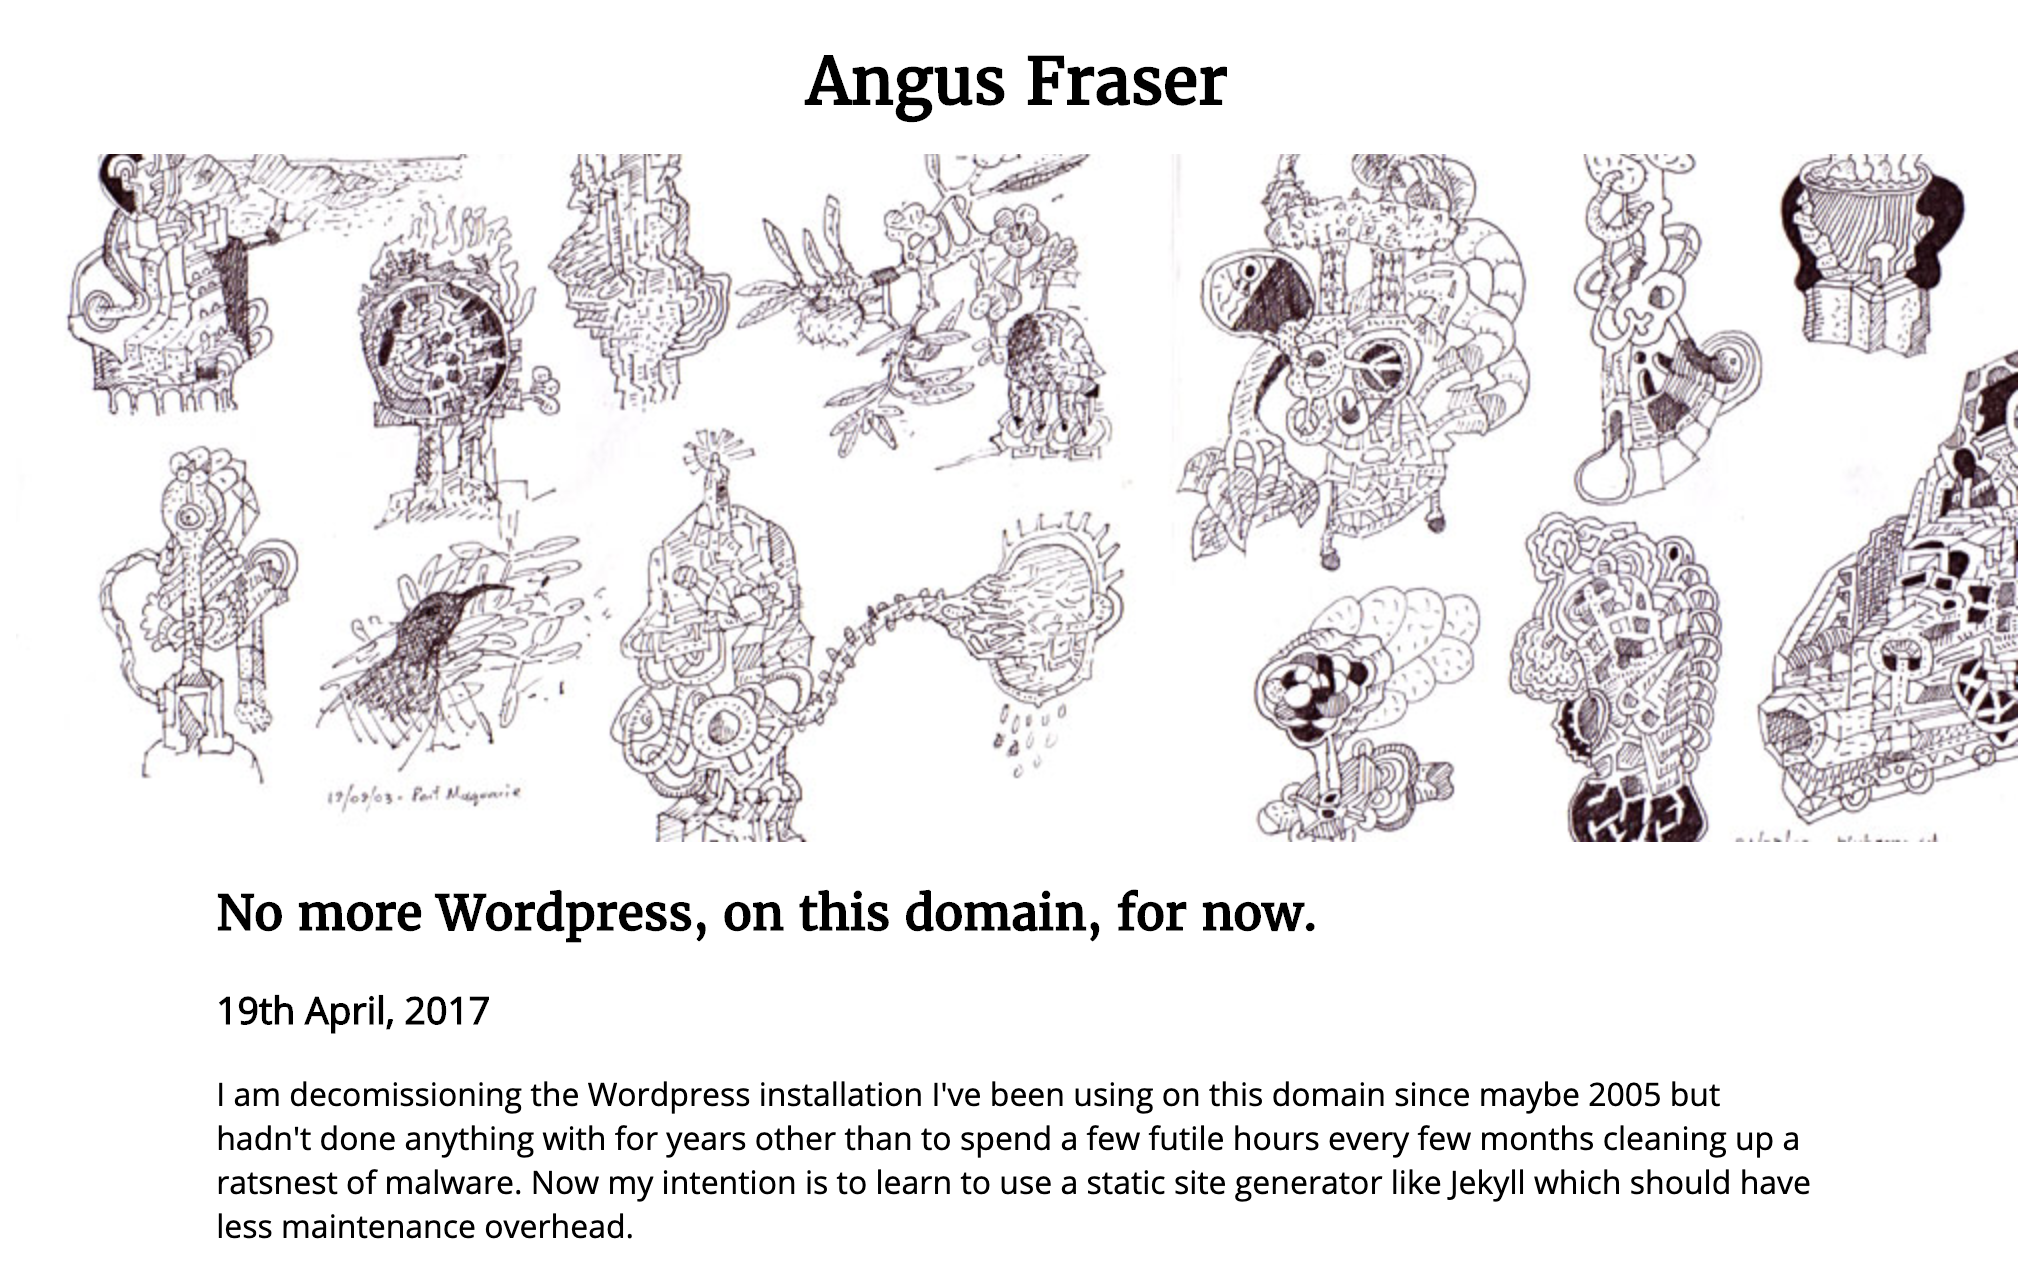 Angus Fraser
19/09/03 - Port Macquarie
No more Wordpress, on this domain, for now.
19th April, 2017
I am decomissioning the Wordpress installation I've been using on this domain since maybe 2005 but
hadn't done anything with for years other than to spend a few futile hours every few months cleaning up a
ratsnest of malware. Now my intention is to learn to use a static site generator like Jekyll which should have
less maintenance overhead.